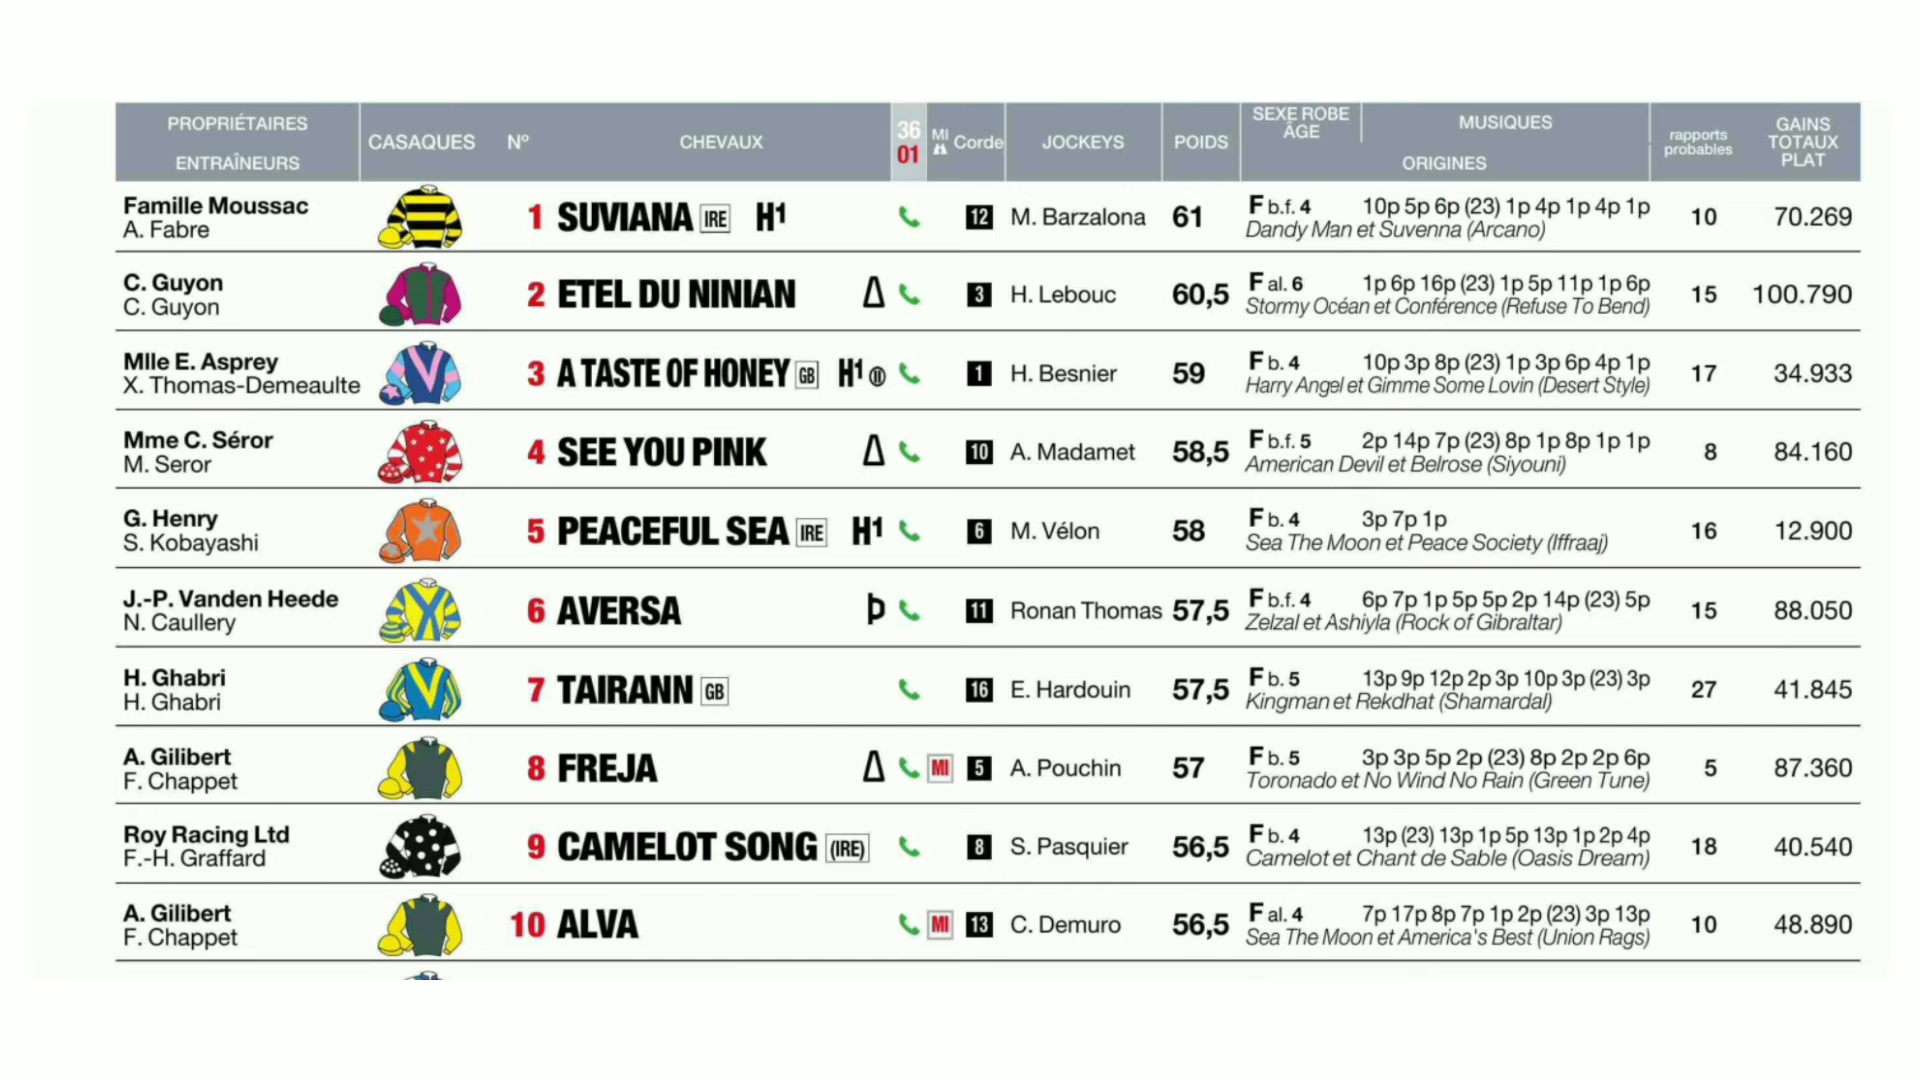 PROPRIÉTAIRES
ENTRAÎNEURS
CASAQUES
Nº
CHEVAUX
36
01
MI
Corde
JOCKEYS
POIDS
SEXE ROBE
ÂGE
MUSIQUES
ORIGINES
rapports
probables
GAINS
TOTAUX
PLAT
Famille Moussac
A. Fabre
1 SUVIANA IRE H1 12 M. Barzalona 61 F b.f. 4 10p 5p 6p (23) 1p 4p 1p 4p 1p 10 70.269
Dandy Man et Suvenna (Arcano)
C. Guyon
C. Guyon
2 ETEL DU NINIAN 3 H. Lebouc 60,5 F al. 6 1p 6p 16p (23) 1p 5p 11p 1p 6p 15 100.790
Stormy Océan et Conférence (Refuse To Bend)
Mlle E. Asprey
X. Thomas-Demeaulte
3 A TASTE OF HONEY GB H1 1 H. Besnier 59 F b. 4 10p 3p 8p (23) 1p 3p 6p 4p 1p 17 34.933
Harry Angel et Gimme Some Lovin (Desert Style)
Mme C. Séror
M. Seror
4 SEE YOU PINK 10 A. Madamet 58,5 F b.f. 5 2p 14p 7p (23) 8p 1p 8p 1p 1p 8 84.160
American Devil et Belrose (Siyouni)
G. Henry
S. Kobayashi
5 PEACEFUL SEA IRE H1 6 M. Vélon 58 F b. 4 3p 7p 1p 16 12.900
Sea The Moon et Peace Society (Iffraaj)
J.-P. Vanden Heede
N. Caullery
6 AVERSA 11 Ronan Thomas 57,5 F b.f. 4 6p 7p 1p 5p 5p 2p 14p (23) 5p 15 88.050
Zelzal et Ashiyla (Rock of Gibraltar)
H. Ghabri
H. Ghabri
7 TAIRANN GB 16 E. Hardouin 57,5 F b. 5 13p 9p 12p 2p 3p 10p 3p (23) 3p 27 41.845
Kingman et Rekdhat (Shamardal)
A. Gilibert
F. Chappet
8 FREJA MI 5 A. Pouchin 57 F b. 5 3p 3p 5p 2p (23) 8p 2p 2p 6p 5 87.360
Toronado et No Wind No Rain (Green Tune)
Roy Racing Ltd
F.-H. Graffard
9 CAMELOT SONG (IRE) 8 S. Pasquier 56,5 F b. 4 13p (23) 13p 1p 5p 13p 1p 2p 4p 18 40.540
Camelot et Chant de Sable (Oasis Dream)
A. Gilibert
F. Chappet
10 ALVA MI 13 C. Demuro 56,5 F al. 4 7p 17p 8p 7p 1p 2p (23) 3p 13p 10 48.890
Sea The Moon et America's Best (Union Rags)